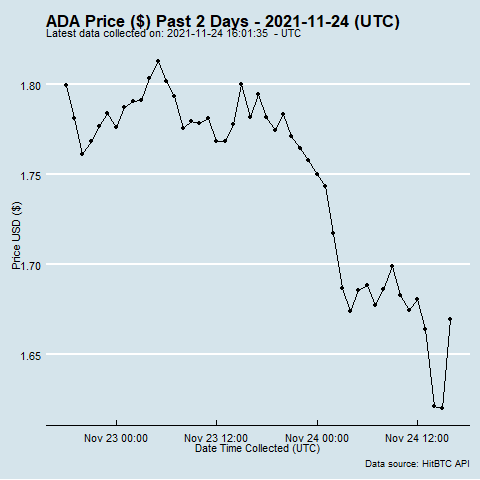 ADA Price ($) Past 2 Days - 2021-11-24 (UTC)
Latest data collected on: 2021-11-24 16:01:35 - UTC
1.80
1.75
1.70
1.65
Price USD ($)
Nov 23 00:00 Nov 23 12:00 Nov 24 00:00 Nov 24 12:00
Date Time Collected (UTC)
Data source: HitBTC API